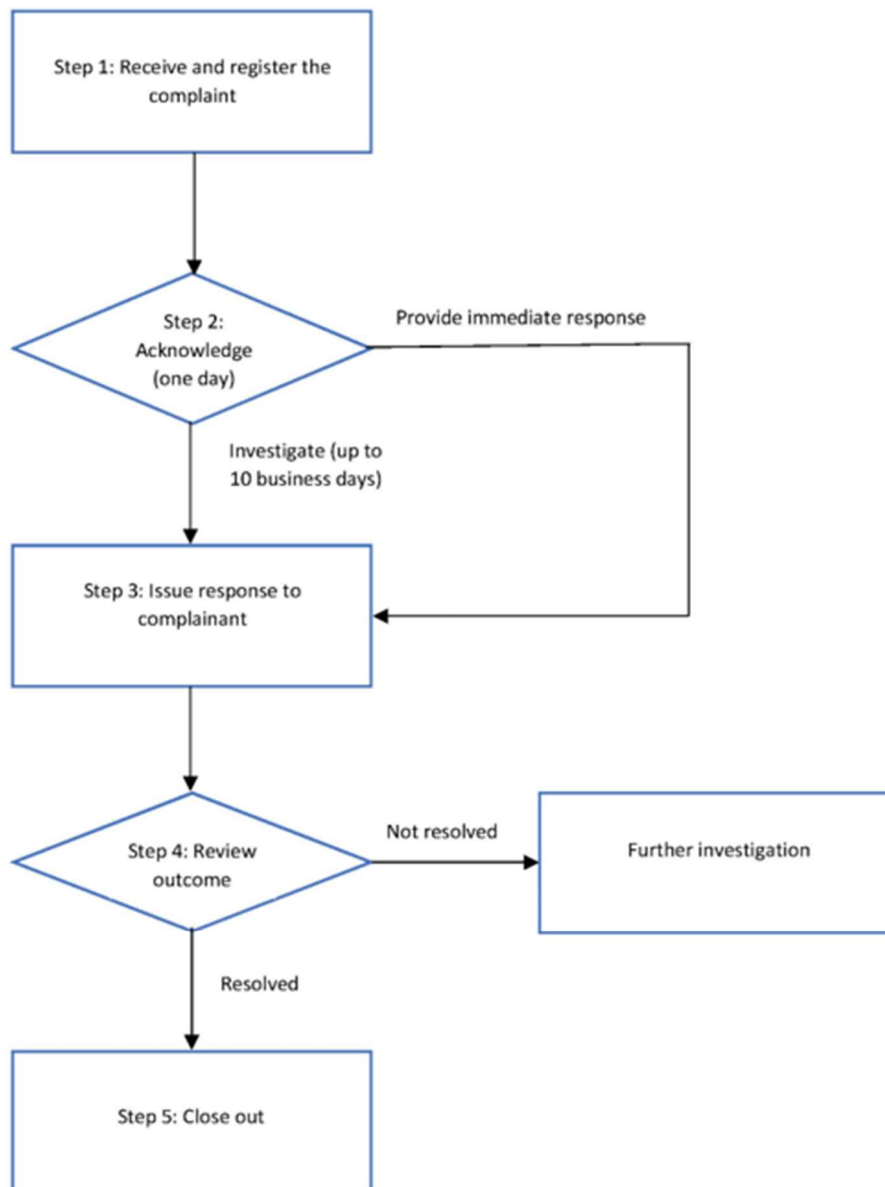 Step 1: Receive and register the
complaint
Step 2:
Acknowledge
(one day)
Provide immediate response
Investigate (up to
10 business days)
Step 3: Issue response to
complainant
Step 4: Review
outcome
Not resolved
Further investigation
Resolved
Step 5: Close out